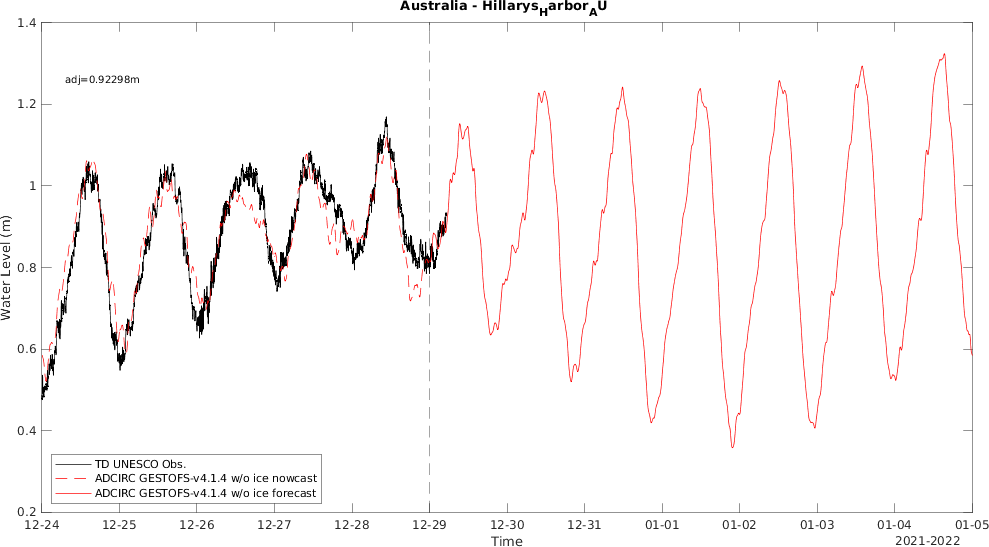 Australia - HillarysHarborAU
1.4
adj=0.92298m
1.2
1
0.8
0.6
0.4
0.2
Water Level (m)
TD UNESCO Obs.
ADCIRC GESTOFS-v4.1.4 w/o ice nowcast
ADCIRC GESTOFS-v4.1.4 w/o ice forecast
12-24 12-25 12-26 12-27 12-28 12-29 12-30 12-31 01-01 01-02 01-03 01-04 01-05
Time
2021-2022